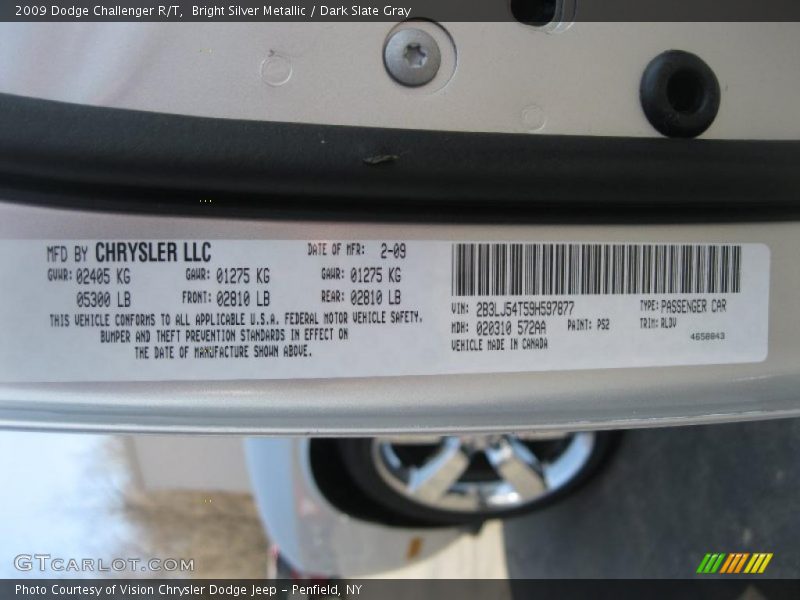 2009 Dodge Challenger R/T,  Bright Silver Metallic / Dark Slate Gray
MFD BY CHRYSLER LLC DATE OF MFR: 2-09
GVWR: 02405 KG GAWR: 01275 KG GAWR: 01275 KG
05300 LB FRONT: 02810 LB REAR: 02810 LB
THIS VEHICLE CONFORMS TO ALL APPLICABLE U.S.A. FEDERAL MOTOR VEHICLE SAFETY,
BUMPER AND THEFT PREVENTION STANDARDS IN EFFECT ON
THE DATE OF MANUFACTURE SHOWN ABOVE.
VIN: 2B3LJ54T59H597877 TYPE: PASSENGER CAR
MDH: 020310 572AA PAINT: PS2 TRIM: RLDV
VEHICLE MADE IN CANADA 4658843
GTCarLot.com
Photo Courtesy of Vision Chrysler Dodge Jeep - Penfield, NY